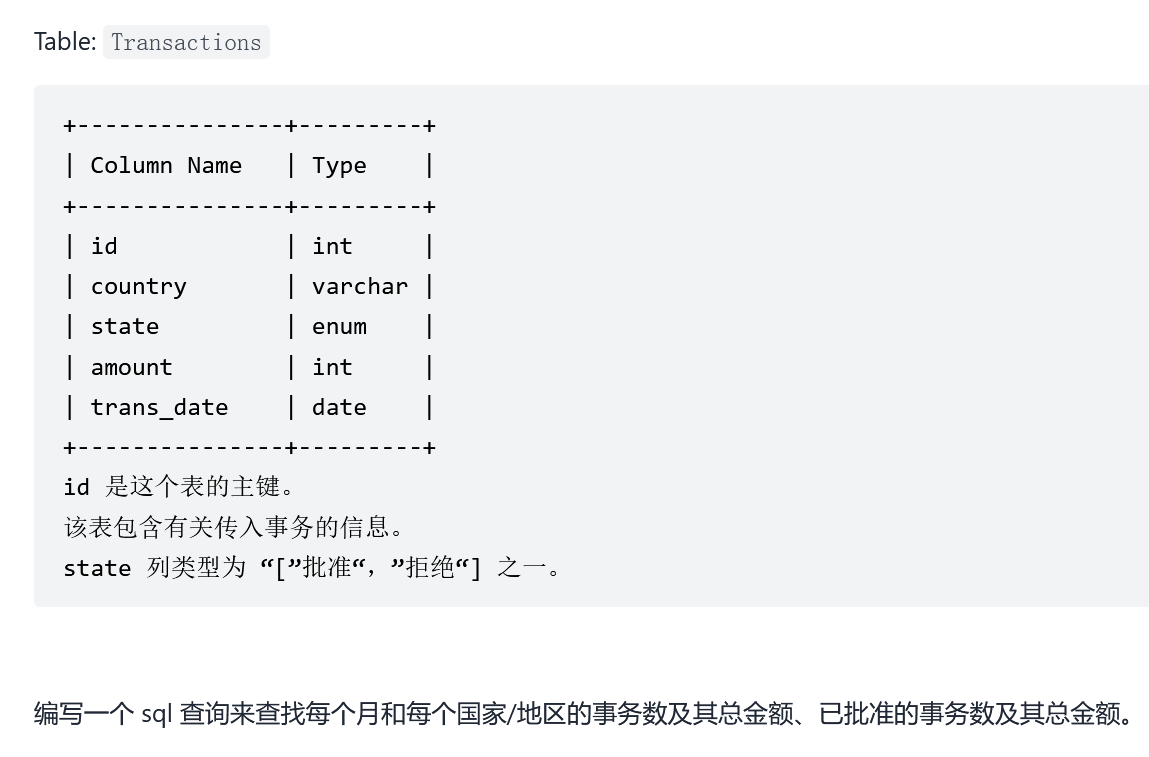 Table: Transactions
+---------------+---------+
| Column Name   | Type    |
+---------------+---------+
| id            | int     |
| country       | varchar |
| state         | enum    |
| amount        | int     |
| trans_date    | date    |
+---------------+---------+
id 是这个表的主键。
该表包含有关传入事务的信息。
state 列类型为 “[”批准“，”拒绝“] 之一。
编写一个 sql 查询来查找每个月和每个国家/地区的事务数及其总金额、已批准的事务数及其总金额。